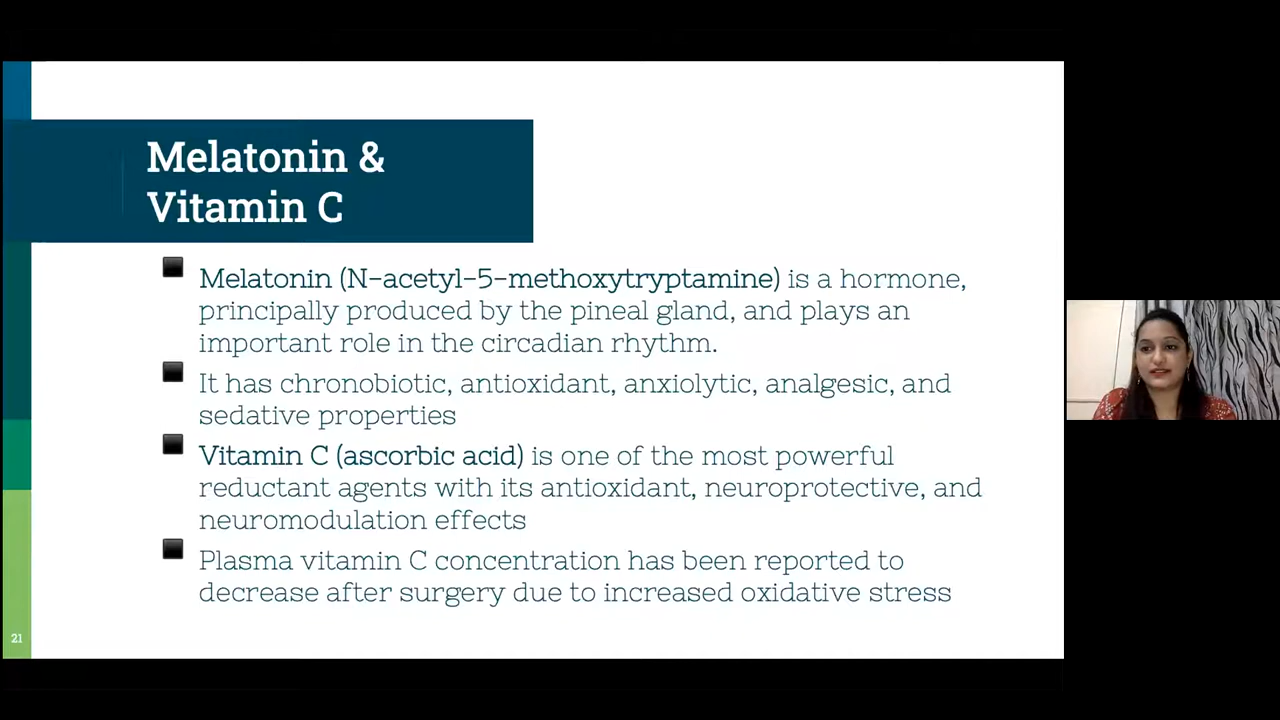 Melatonin &
Vitamin C
Melatonin (N-acetyl-5-methoxytryptamine) is a hormone,
principally produced by the pineal gland, and plays an
important role in the circadian rhythm.
It has chronobiotic, antioxidant, anxiolytic, analgesic, and
sedative properties
Vitamin C (ascorbic acid) is one of the most powerful
reductant agents with its antioxidant, neuroprotective, and
neuromodulation effects
Plasma vitamin C concentration has been reported to
decrease after surgery due to increased oxidative stress
21